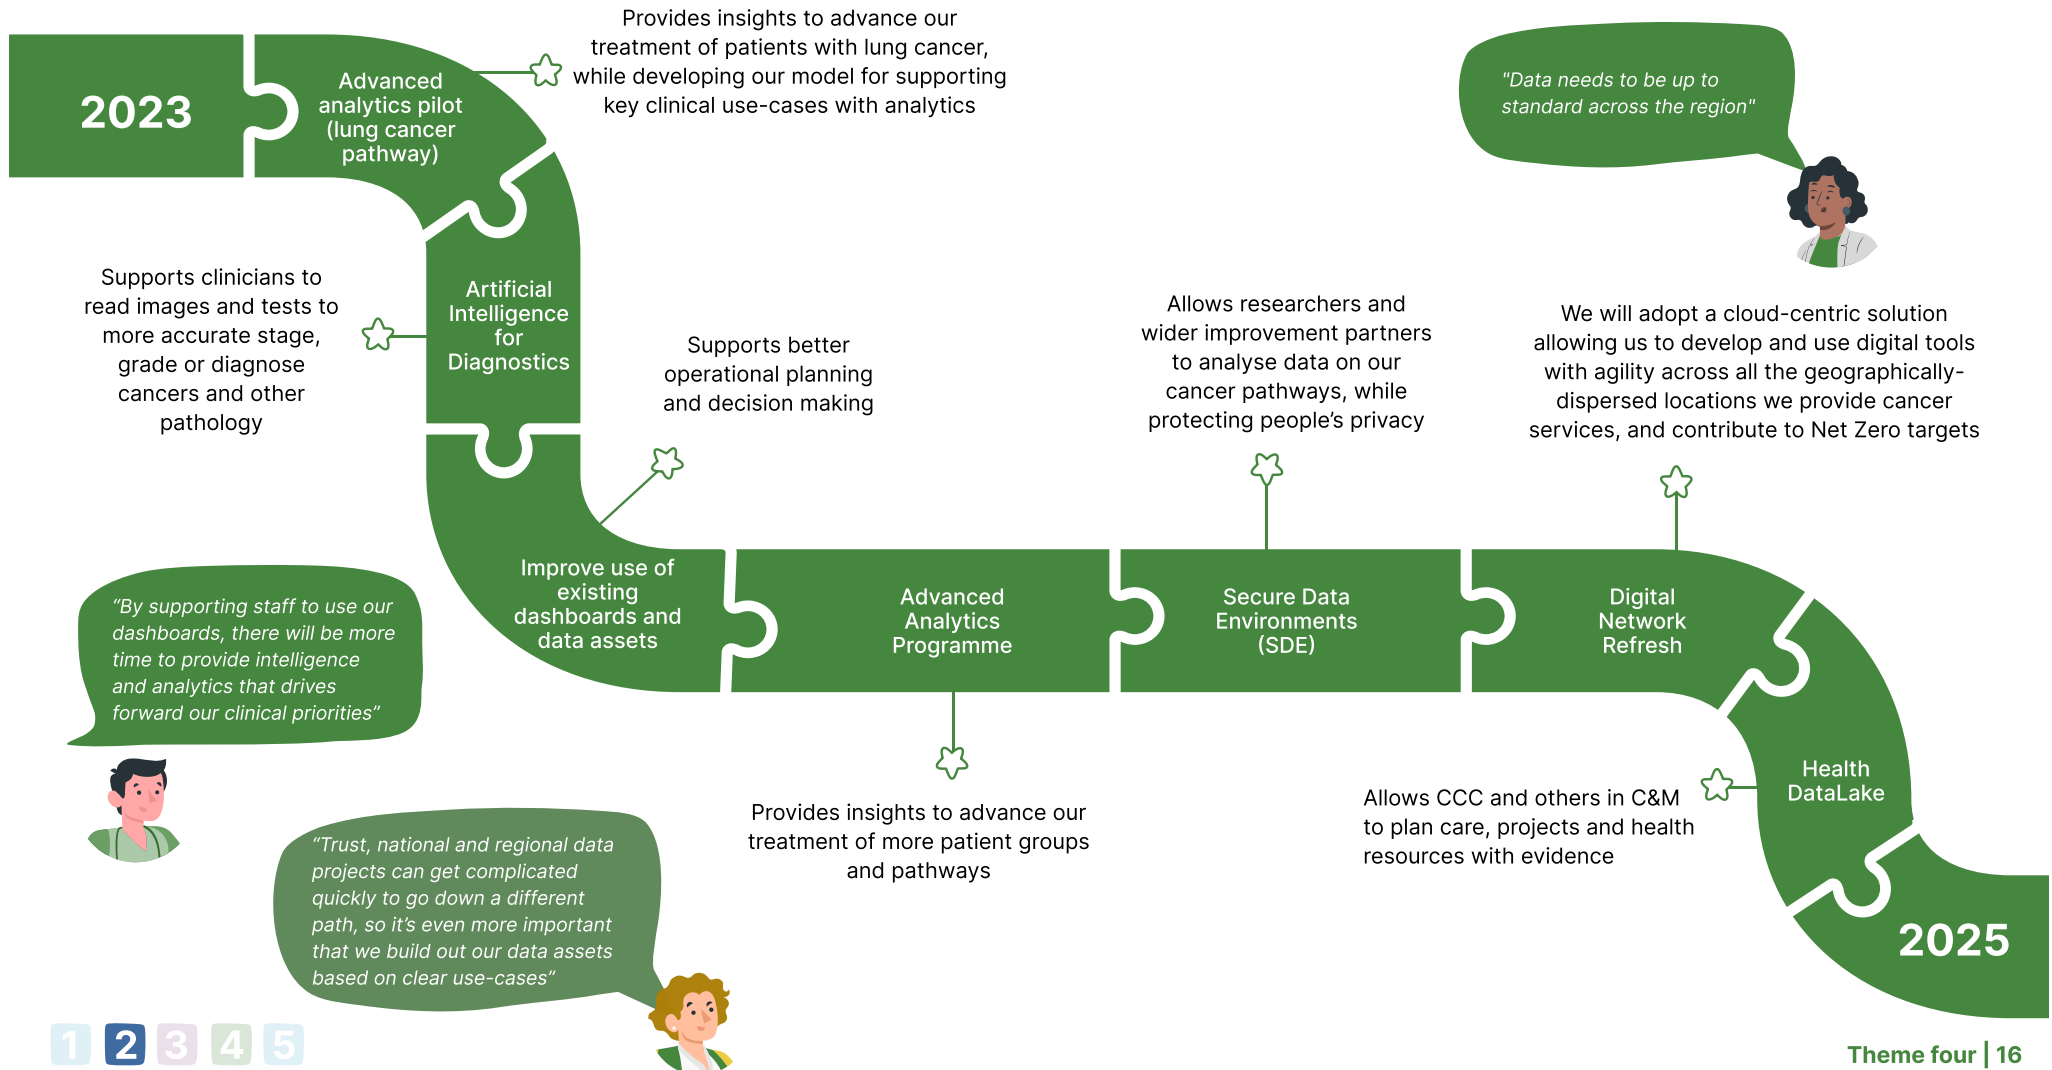 2023
Advanced
analytics pilot
(lung cancer
pathway)
Provides insights to advance our
treatment of patients with lung cancer,
while developing our model for supporting
key clinical use-cases with analytics
"Data needs to be up to
standard across the region"
Supports clinicians to
read images and tests to
more accurate stage,
grade or diagnose
cancers and other
pathology
Artificial
Intelligence
for
Diagnostics
Supports better
operational planning
and decision making
Improve use of
existing
dashboards and
data assets
“By supporting staff to use our
dashboards, there will be more
time to provide intelligence
and analytics that drives
forward our clinical priorities”
Advanced
Analytics
Programme
Provides insights to advance our
treatment of more patient groups
and pathways
“Trust, national and regional data
projects can get complicated
quickly to go down a different
path, so it’s even more important
that we build out our data assets
based on clear use-cases”
Allows researchers and
wider improvement partners
to analyse data on our
cancer pathways, while
protecting people’s privacy
Secure Data
Environments
(SDE)
We will adopt a cloud-centric solution
allowing us to develop and use digital tools
with agility across all the geographically-
dispersed locations we provide cancer
services, and contribute to Net Zero targets
Digital
Network
Refresh
Allows CCC and others in C&M
to plan care, projects and health
resources with evidence
Health
DataLake
2025
1 2 3 4 5
Theme four | 16